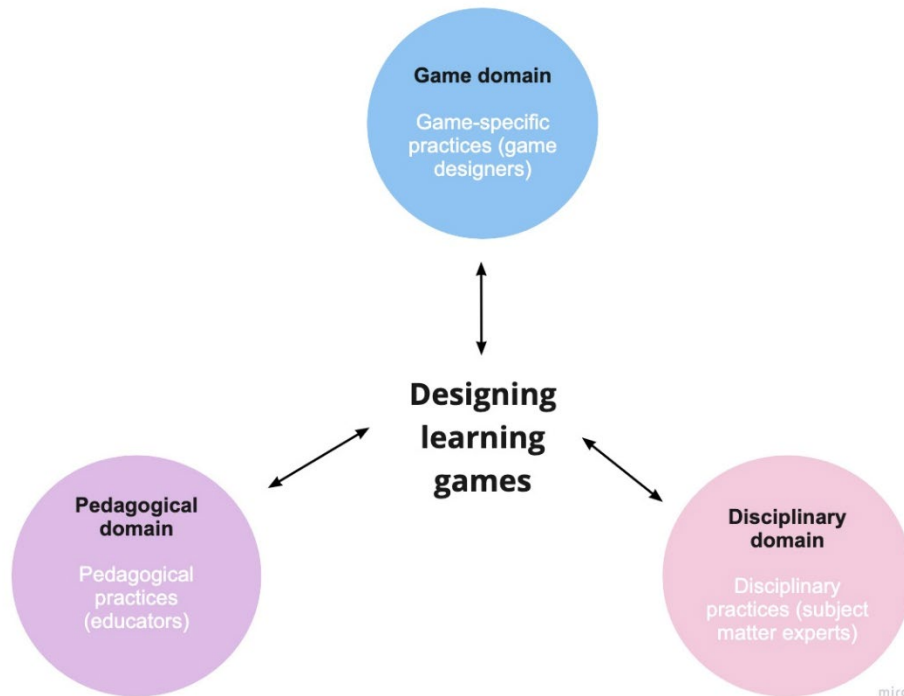 Game domain
Game-specific
practices (game
designers)
Designing
learning
games
Pedagogical
domain
Pedagogical
practices
(educators)
Disciplinary
domain
Disciplinary
practices (subject
matter experts)